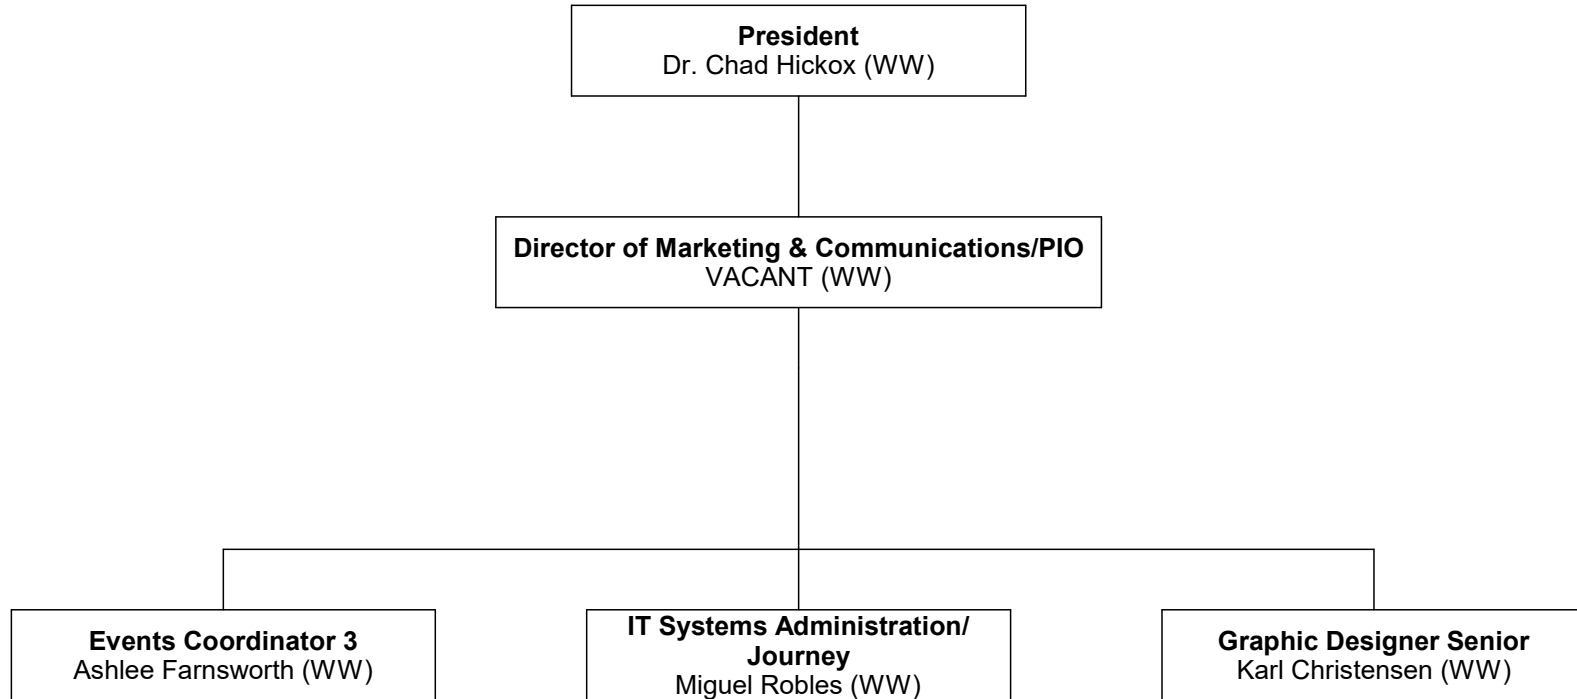 President
Dr. Chad Hickox (WW)
Director of Marketing & Communications/PIO
VACANT (WW)
Events Coordinator 3
Ashlee Farnsworth (WW)
IT Systems Administration/
Journey
Miguel Robles (WW)
Graphic Designer Senior
Karl Christensen (WW)